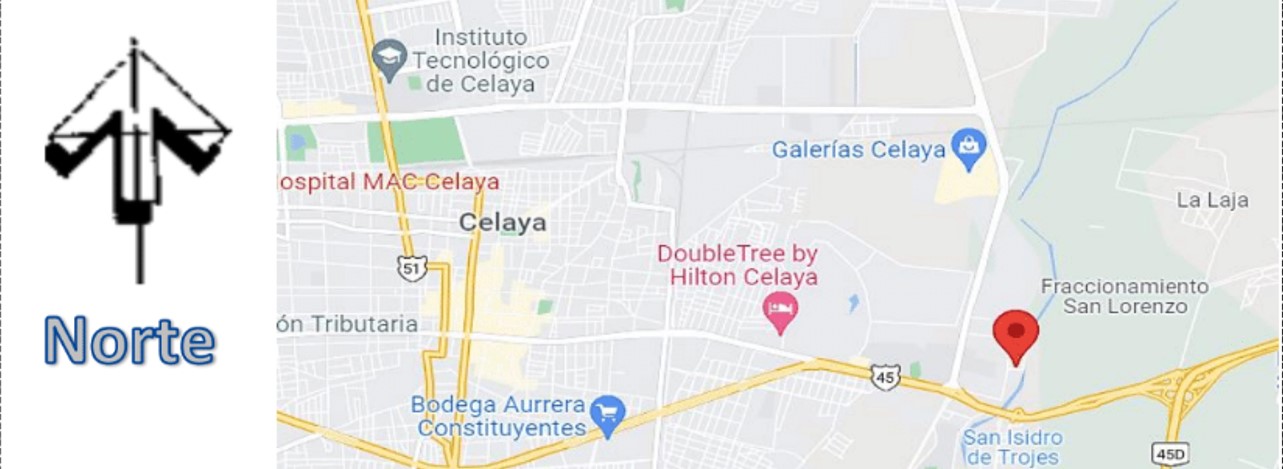 Norte
Instituto
Tecnológico
de Celaya
Galerías Celaya
ospital MAC Celaya
Celaya
La Laja
DoubleTree by
Hilton Celaya
51
Fraccionamiento
San Lorenzo
ón Tributaria
45
Bodega Aurrera
Constituyentes
San Isidro
de Trojes
45D